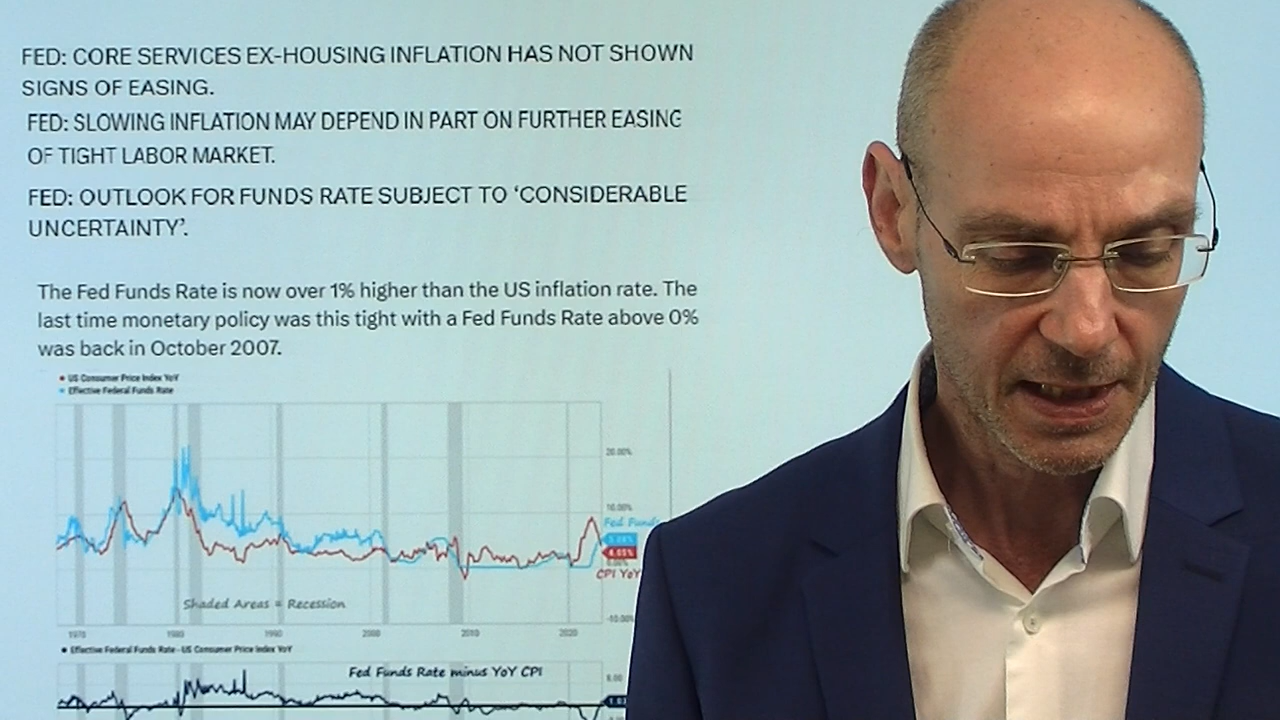 FED: CORE SERVICES EX-HOUSING INFLATION HAS NOT SHOWN
SIGNS OF EASING.
FED: SLOWING INFLATION MAY DEPEND IN PART ON FURTHER EASING
OF TIGHT LABOR MARKET.
FED: OUTLOOK FOR FUNDS RATE SUBJECT TO ‘CONSIDERABLE
UNCERTAINTY’.
The Fed Funds Rate is now over 1% higher than the US inflation rate. The
last time monetary policy was this tight with a Fed Funds Rate above 0%
was back in October 2007.
US Consumer Price Index YoY
Effective Federal Funds Rate
20.00%
10.00%
Fed Funds
4.05%
CPI YoY
Shaded Areas = Recession
-10.00%
1970 1980 1990 2000 2010 2020
Effective Federal Funds Rate - US Consumer Price Index YoY
Fed Funds Rate minus YoY CPI